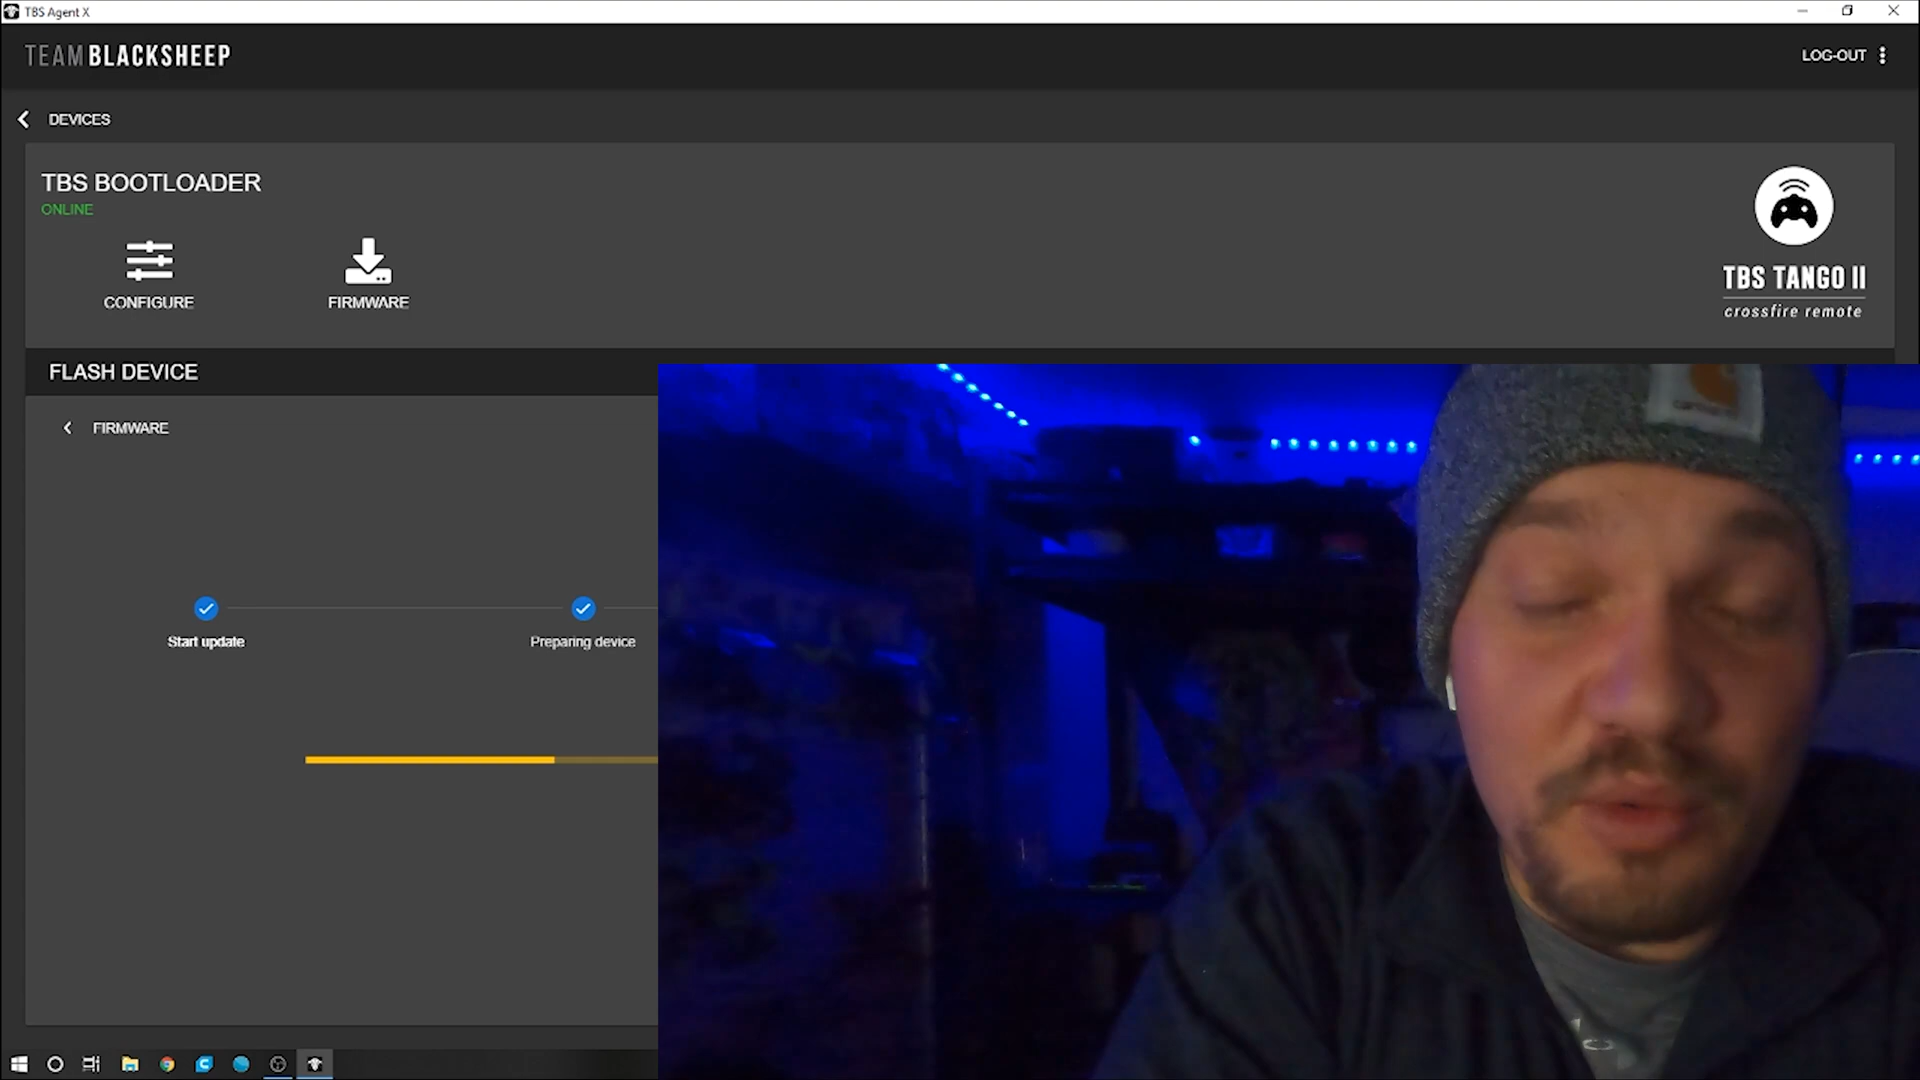 TBS Agent X
TEAMBLACKSHEEP
LOG-OUT
DEVICES
TBS BOOTLOADER
ONLINE
CONFIGURE
FIRMWARE
TBS TANGO II
crossfire remote
FLASH DEVICE
FIRMWARE
Start update
Preparing device